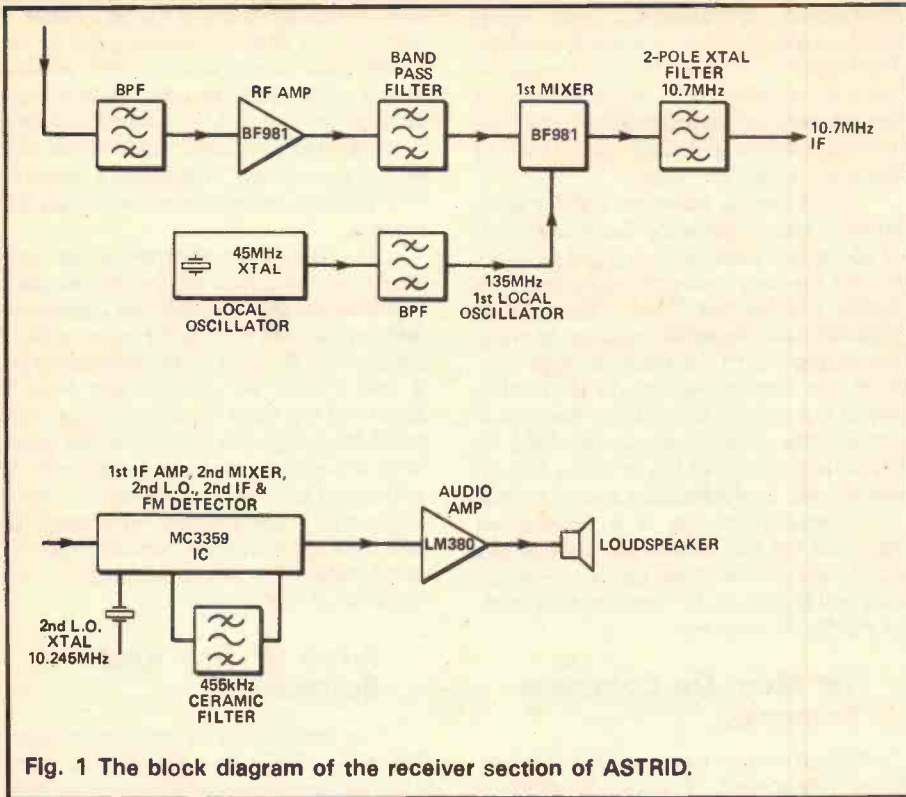 BPF
RF AMP
BF981
BAND
PASS
FILTER
1st MIXER
BF981
2-POLE XTAL
FILTER
10.7MHz
10.7MHz
IF
45MHz
XTAL
LOCAL
OSCILLATOR
BPF
135MHz
1st LOCAL
OSCILLATOR
1st IF AMP, 2nd MIXER,
2nd L.O., 2nd IF &
FM DETECTOR
MC3359
IC
2nd L.O.
XTAL
10.245MHz
455kHz
CERAMIC
FILTER
AUDIO
AMP
LM380
LOUDSPEAKER
Fig. 1 The block diagram of the receiver section of ASTRID.